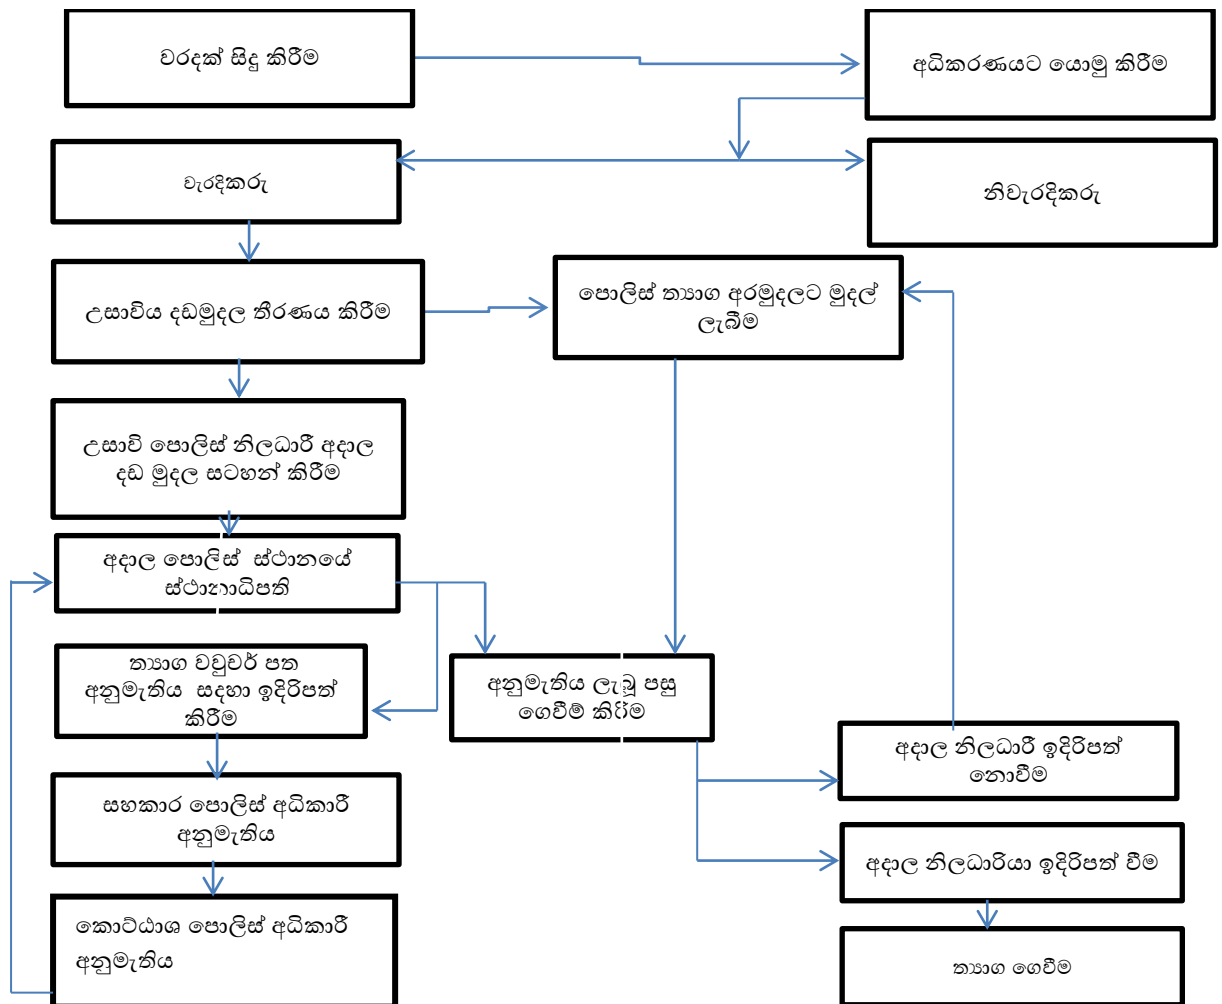 වරදක් සිදු කිරීම
අධිකරණයට යොමු කිරීම
වැරදිකරු
නිවැරදිකරු
උසාවිය දඩමුදල තීරණය කිරීම
පොලිස් ත්‍යාග අරමුදලට මුදල්
ලැබීම
උසාවි පොලිස් නිලධාරී අදාල
දඩ මුදල සටහන් කිරීම
අදාල පොලිස් ස්ථානයේ
ස්ථානාධිපති
ත්‍යාග වවුචර් පත
අනුමැතිය සදහා ඉදිරිපත්
කිරීම
අනුමැතිය ලැබූ පසු
ගෙවීම් කිරීම
සහකාර පොලිස් අධිකාරී
අනුමැතිය
කොට්ඨාශ පොලිස් අධිකාරී
අනුමැතිය
අදාල නිලධාරී ඉදිරිපත්
නොවීම
අදාල නිලධාරියා ඉදිරිපත් වීම
ත්‍යාග ගෙවීම